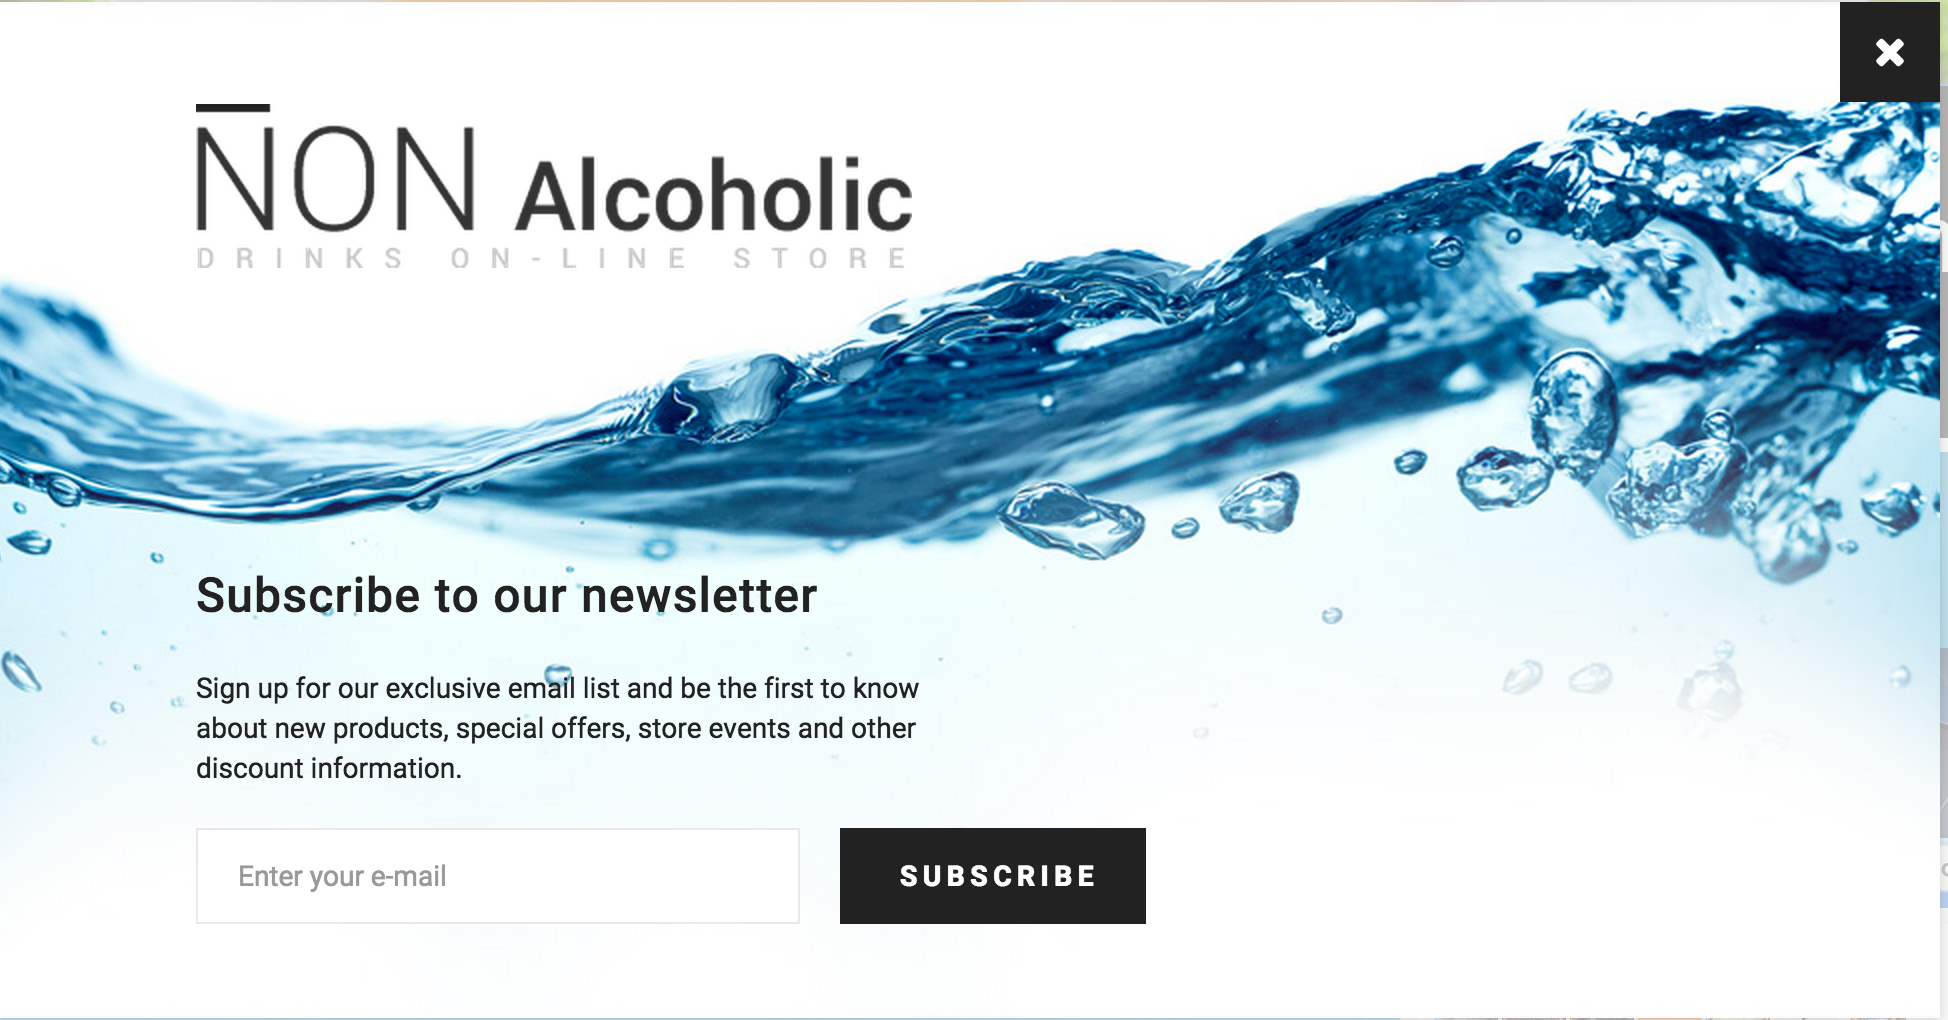 NON Alcoholic
DRINKS ON-LINE STORE
Subscribe to our newsletter
Sign up for our exclusive email list and be the first to know
about new products, special offers, store events and other
discount information.
Enter your e-mail
SUBSCRIBE